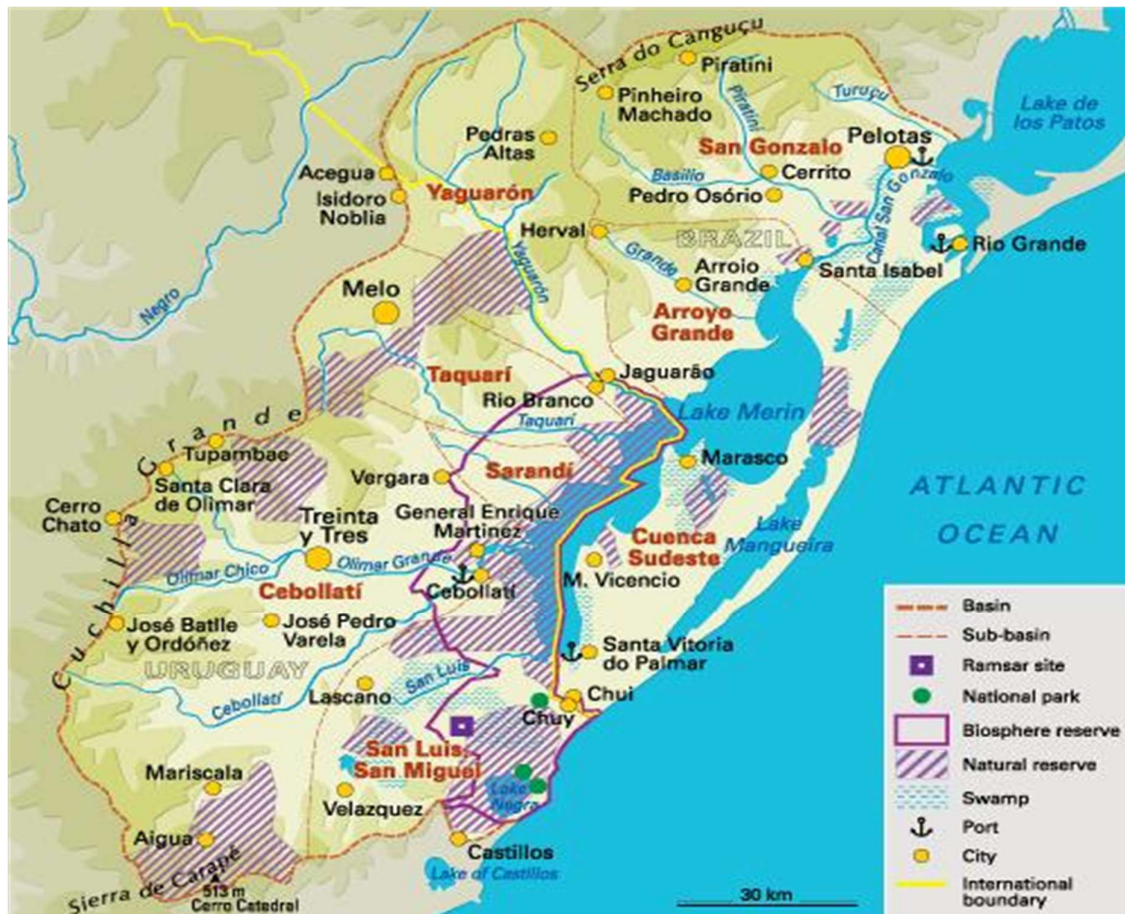 Serra do Canguçu
Piratini
Pinheiro
Machado
Piratini
Turuçu
Lake de
los Patos
Pedras
Altas
San Gonzalo
Pelotas
Acegua
Isidoro
Noblia
Yaguarón
Basilio
Cerrito
Pedro Osório
Canal San Gonzalo
Herval
BRAZIL
Rio Grande
Negro
Yaguarón
Grande
Arroio
Grande
Santa Isabel
Melo
Arroyo
Grande
Taquarí
Jaguarão
Rio Branco
Taquarí
Lake Merin
Cuchilla Grande
Tupambae
Santa Clara
de Olimar
Vergara
Sarandí
Marasco
Cerro
Chato
Treinta
y Tres
General Enrique
Martinez
Cuenca
Sudeste
Lake
Mangueira
ATLANTIC
OCEAN
Olimar Chico
Olimar Grande
Cebollatí
Cebollatí
M. Vicencio
José Batlle
y Ordóñez
José Pedro
Varela
URUGUAY
Santa Vitoria
do Palmar
Cebollatí
Lascano
San Luis
Chui
Chuy
San Luis,
San Miguel
Mariscala
Velazquez
Lake
Negra
Aigua
Castillos
Lake of Castillos
Sierra de Carapé
513 m
Cerro Catedral
30 km
Basin
Sub-basin
Ramsar site
National park
Biosphere reserve
Natural reserve
Swamp
Port
City
International
boundary